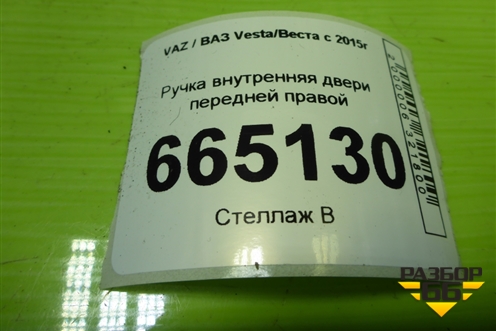 VAZ / ВАЗ Vesta/Веста с 2015г
Ручка внутренняя двери
передней правой
665130
Стеллаж В
РАЗБОР
66